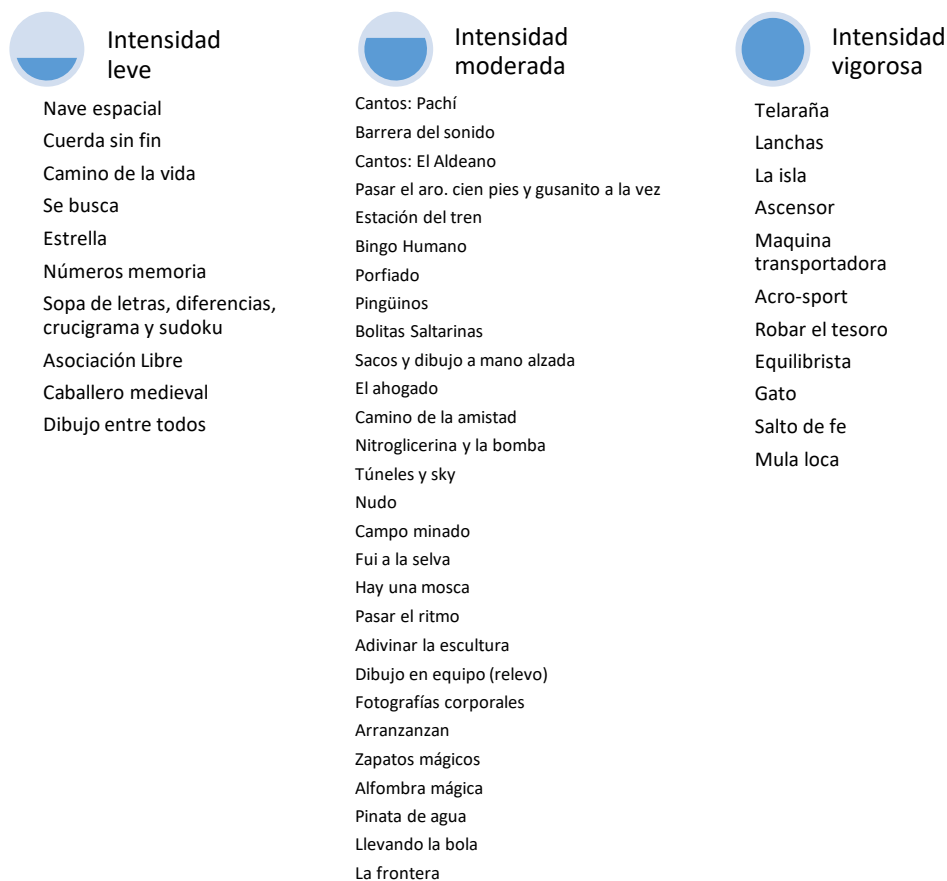 Intensidad
leve
Nave espacial
Cuerda sin fin
Camino de la vida
Se busca
Estrella
Números memoria
Sopa de letras, diferencias,
crucigrama y sudoku
Asociación Libre
Caballero medieval
Dibujo entre todos
Intensidad
moderada
Cantos: Pachí
Barrera del sonido
Cantos: El Aldeano
Pasar el aro. cien pies y gusanito a la vez
Estación del tren
Bingo Humano
Porfiado
Pingüinos
Bolitas Saltarinas
Sacos y dibujo a mano alzada
El ahogado
Camino de la amistad
Nitroglicerina y la bomba
Túneles y sky
Nudo
Campo minado
Fui a la selva
Hay una mosca
Pasar el ritmo
Adivinar la escultura
Dibujo en equipo (relevo)
Fotografías corporales
Arranzanzan
Zapatos mágicos
Alfombra mágica
Pinata de agua
Llevando la bola
La frontera
Intensidad
vigorosa
Telaraña
Lanchas
La isla
Ascensor
Maquina
transportadora
Acro-sport
Robar el tesoro
Equilibrista
Gato
Salto de fe
Mula loca